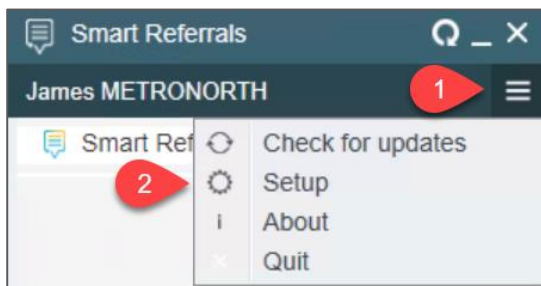 Smart Referrals
James METRONORTH
1
Smart Ref
Check for updates
2
Setup
i About
Quit